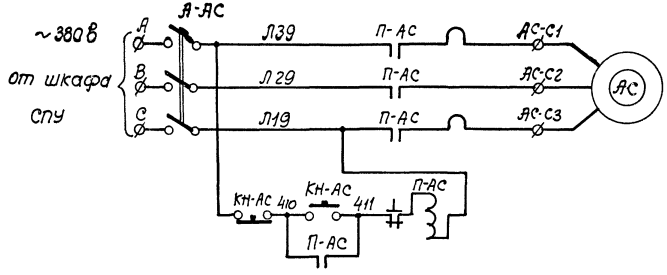 А-АС
~380 в
от шкафа
СПУ
А
В
С
Л39
Л29
Л19
П-АС
П-АС
П-АС
АС-С1
АС-С2
АС-С3
АС
КН-АС
410
КН-АС
411
П-АС
П-АС